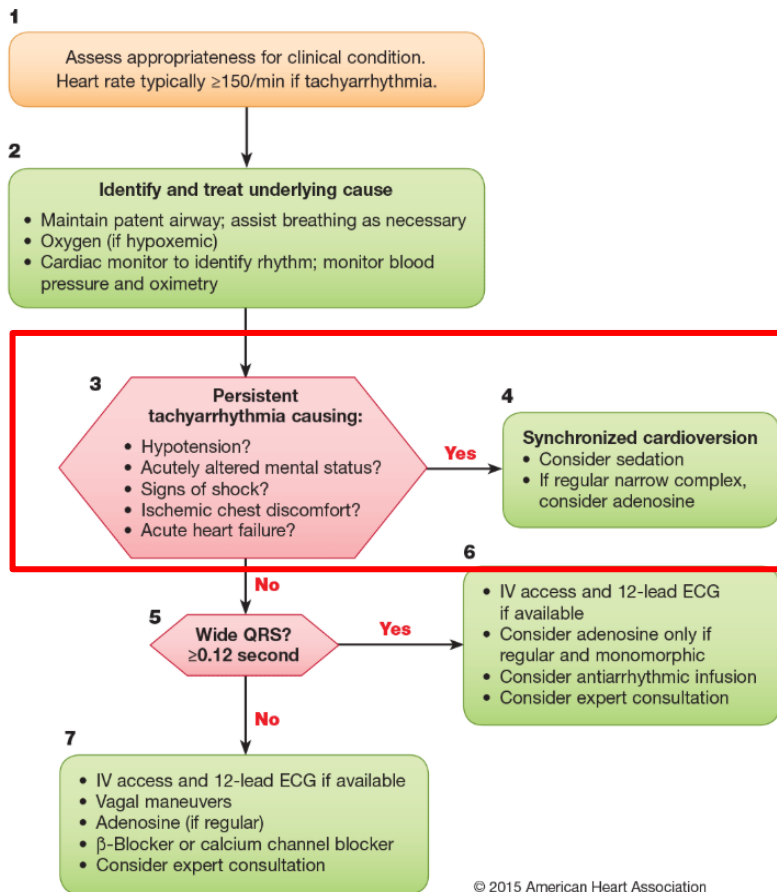 1
Assess appropriateness for clinical condition.
Heart rate typically ≥150/min if tachyarrhythmia.
2
Identify and treat underlying cause
• Maintain patent airway; assist breathing as necessary
• Oxygen (if hypoxemic)
• Cardiac monitor to identify rhythm; monitor blood
pressure and oximetry
3
Persistent
tachyarrhythmia causing:
• Hypotension?
• Acutely altered mental status?
• Signs of shock?
• Ischemic chest discomfort?
• Acute heart failure?
Yes
4
Synchronized cardioversion
• Consider sedation
• If regular narrow complex,
consider adenosine
No
5
Wide QRS?
≥0.12 second
Yes
6
• IV access and 12-lead ECG
if available
• Consider adenosine only if
regular and monomorphic
• Consider antiarrhythmic infusion
• Consider expert consultation
No
7
• IV access and 12-lead ECG if available
• Vagal maneuvers
• Adenosine (if regular)
• β-Blocker or calcium channel blocker
• Consider expert consultation
© 2015 American Heart Association